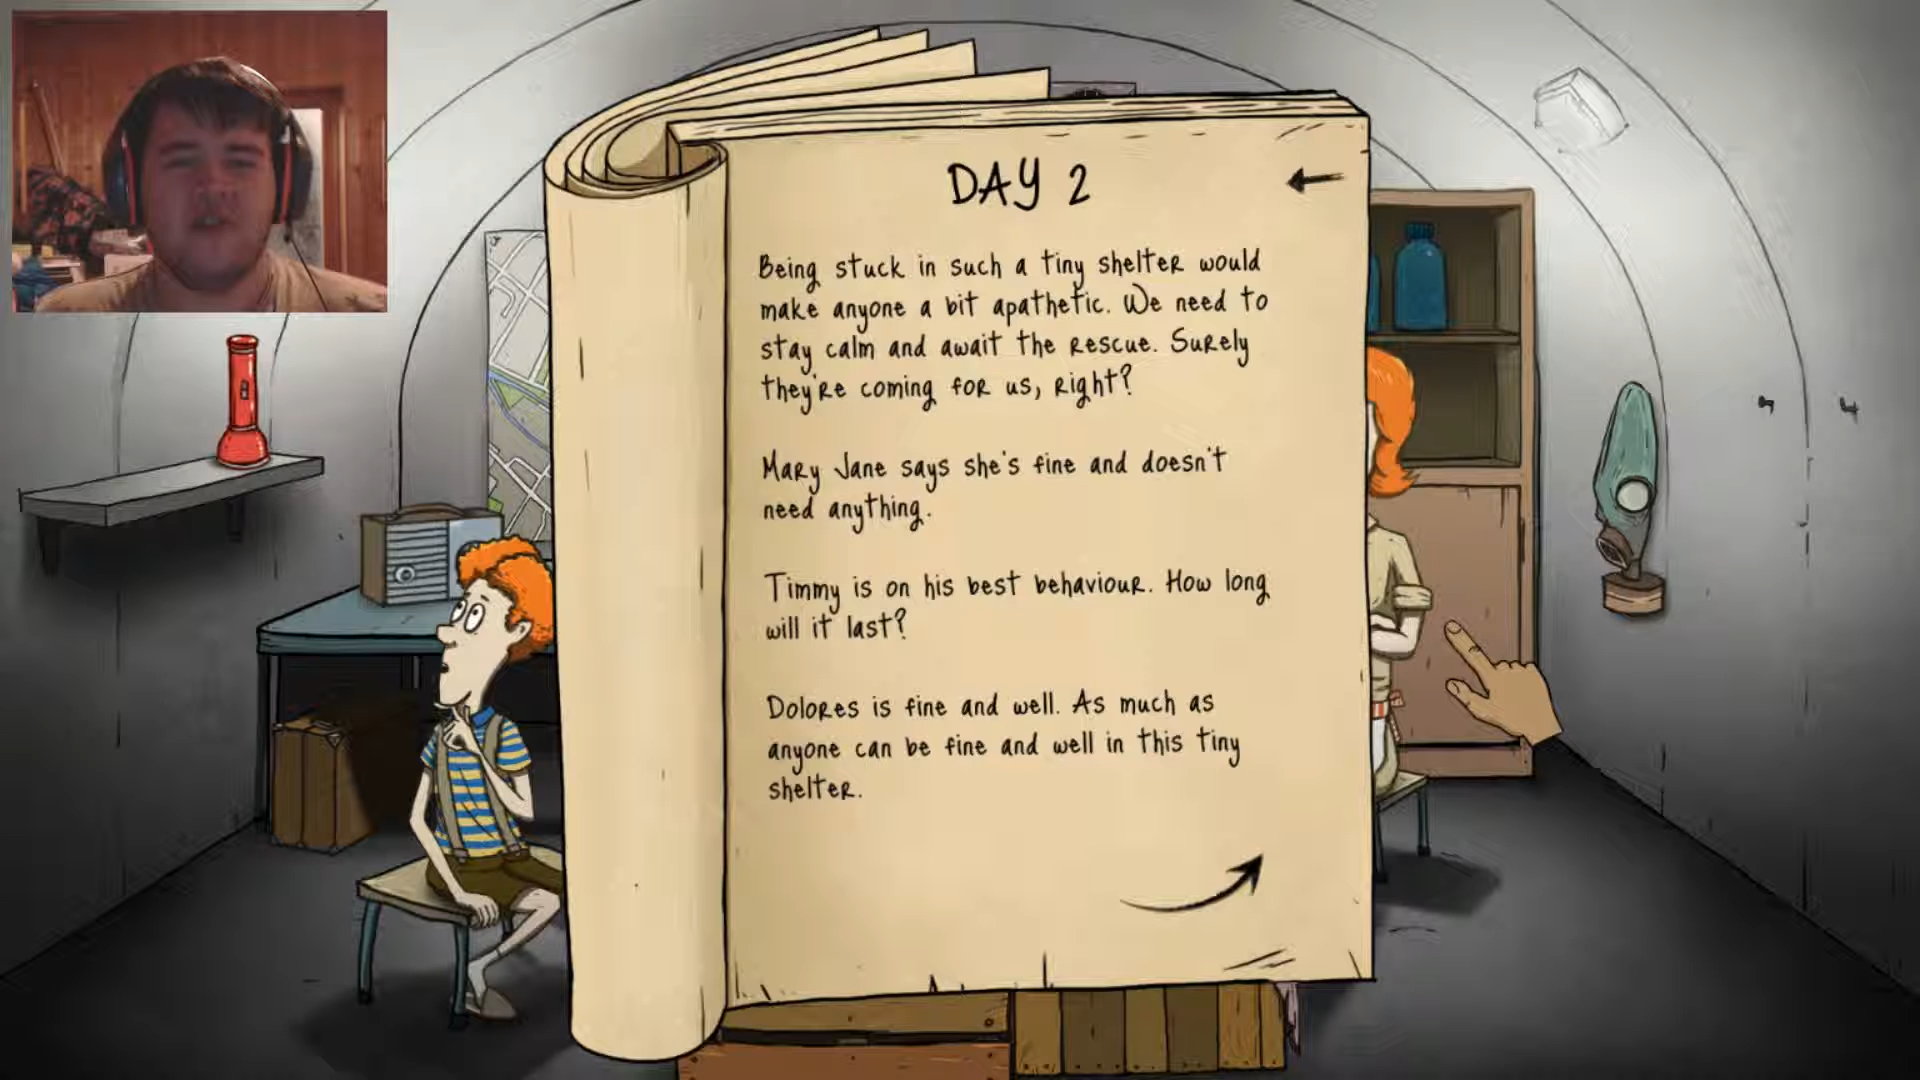 DAY 2
Being stuck in such a tiny shelter would
make anyone a bit apathetic. We need to
stay calm and await the rescue. Surely
they're coming for us, right?
Mary Jane says she's fine and doesn't
need anything.
Timmy is on his best behaviour. How long
will it last?
Dolores is fine and well. As much as
anyone can be fine and well in this tiny
shelter.